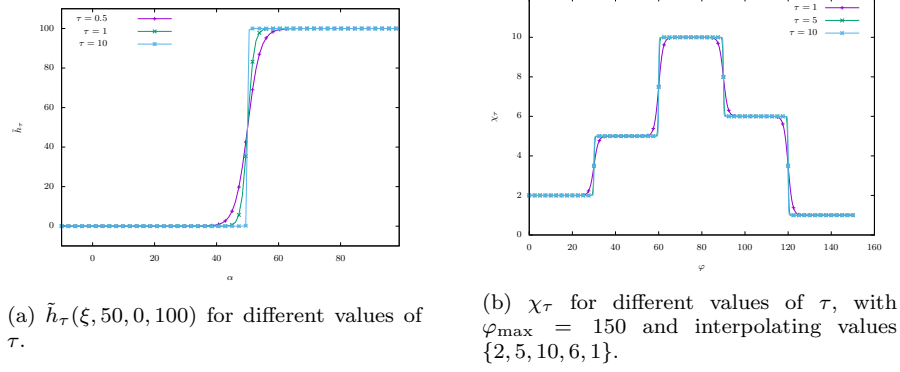 τ = 0.5
τ = 1
τ = 10
100
80
60
40
20
0
h̃τ
0
20
40
60
80
α
(a) h̃τ(ξ, 50, 0, 100) for different values of
τ.
τ = 1
τ = 5
τ = 10
10
8
6
4
2
0
χτ
0
20
40
60
80
100
120
140
160
φ
(b) χτ for different values of τ, with
φmax = 150 and interpolating values
{2, 5, 10, 6, 1}.